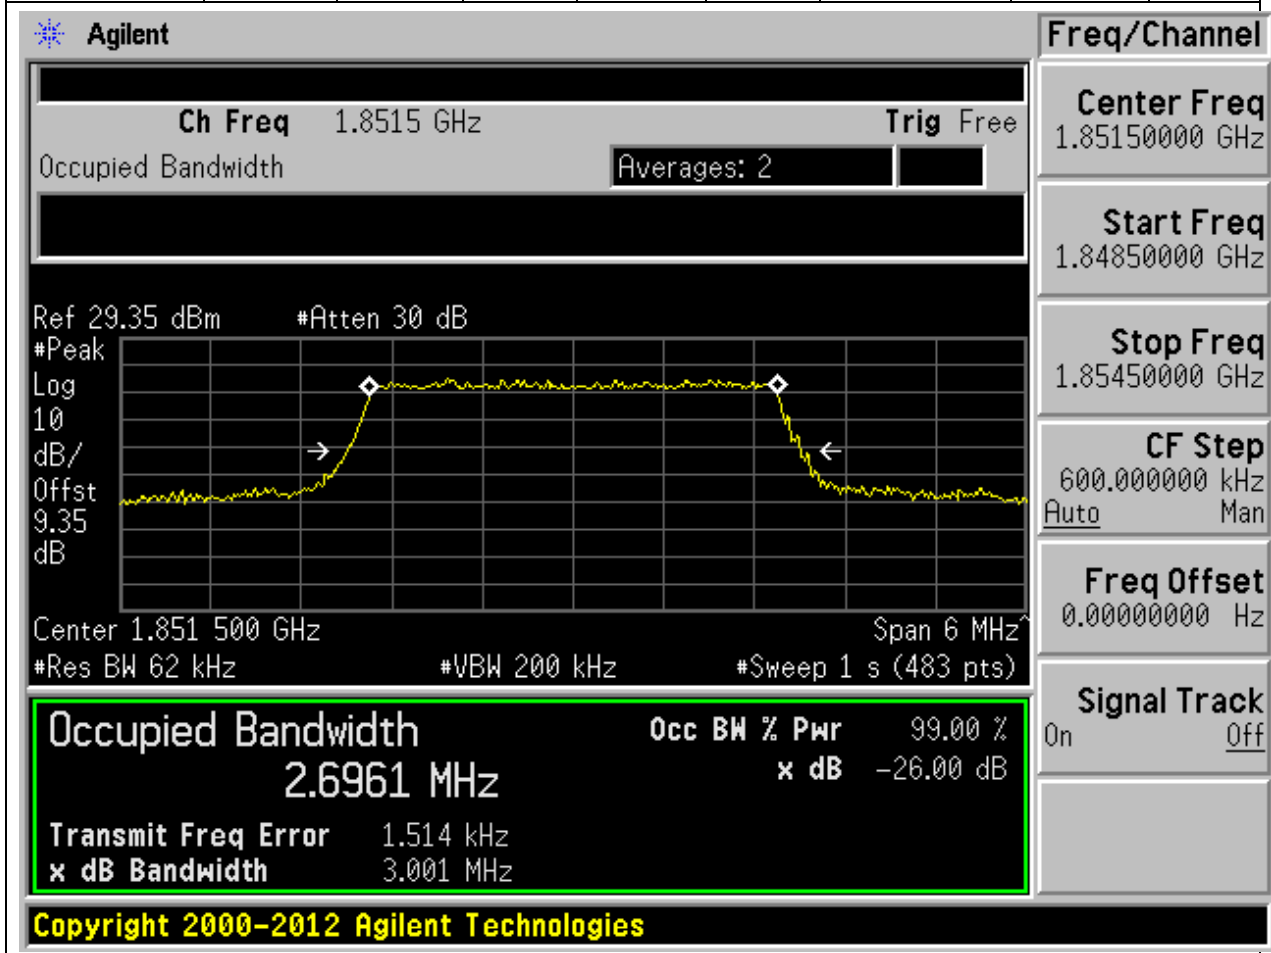 Agilent
Freq/Channel
Ch Freq 1.8515 GHz Trig Free
Occupied Bandwidth Averages: 2
Center Freq
1.85150000 GHz
Start Freq
1.84850000 GHz
Stop Freq
1.85450000 GHz
CF Step
600.000000 kHz
Auto Man
Freq Offset
0.00000000 Hz
Signal Track
On Off
Ref 29.35 dBm #Atten 30 dB
#Peak
Log
10
dB/
Offst
9.35
dB
Center 1.851 500 GHz Span 6 MHz^
#Res BW 62 kHz #VBW 200 kHz #Sweep 1 s (483 pts)
Occupied Bandwidth Occ BW % Pwr 99.00 %
2.6961 MHz x dB -26.00 dB
Transmit Freq Error 1.514 kHz
x dB Bandwidth 3.001 MHz
Copyright 2000-2012 Agilent Technologies